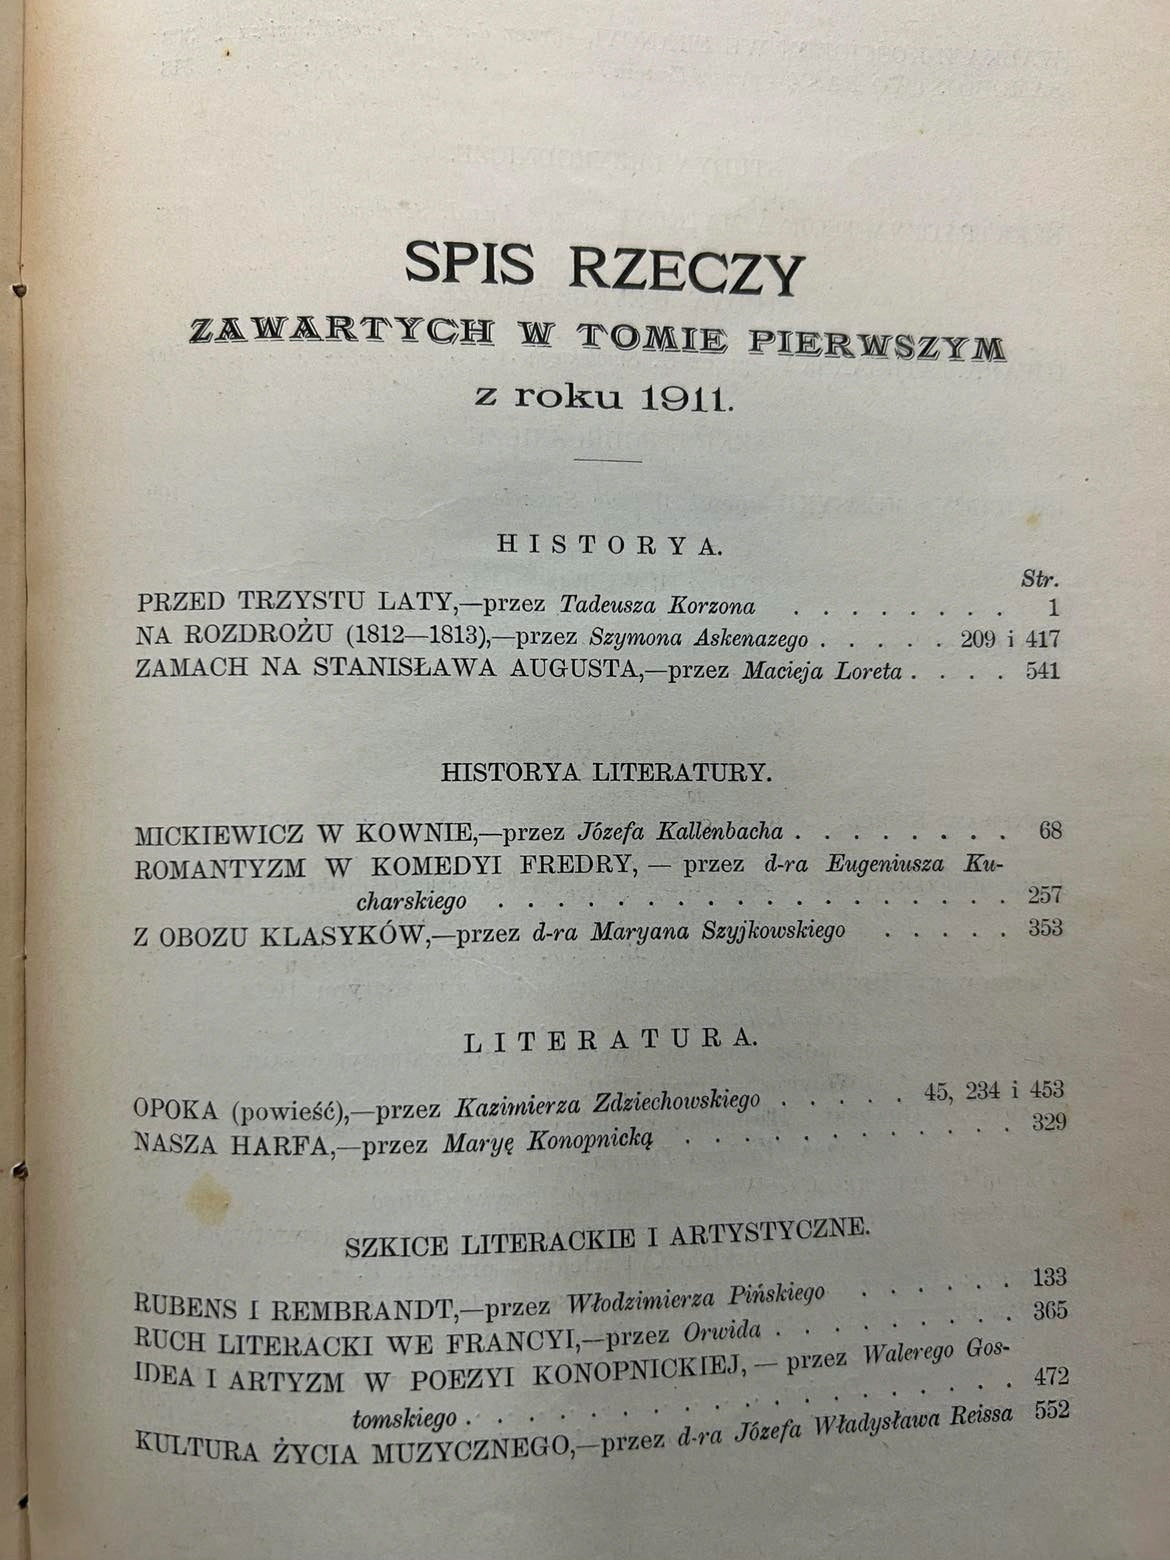 SPIS RZECZY
ZAWARTYCH W TOMIE PIERWSZYM
z roku 1911.
HISTORYA.
Str.
PRZED TRZYSTU LATY,—przez Tadeusza Korzona . . . . . . . . 1
NA ROZDROŻU (1812—1813),—przez Szymona Askenazego . . . . . 209 i 417
ZAMACH NA STANISŁAWA AUGUSTA,—przez Macieja Loreta . . . . 541
HISTORYA LITERATURY.
MICKIEWICZ W KOWNIE,—przez Józefa Kallenbacha . . . . . . . . 68
ROMANTYZM W KOMEDYI FREDRY, — przez d-ra Eugeniusza Ku-
charskiego . . . . . . . . . . . . . . . . . . 257
Z OBOZU KLASYKÓW,—przez d-ra Maryana Szyjkowskiego . . . . . 353
LITERATURA.
OPOKA (powieść),—przez Kazimierza Zdziechowskiego . . . . . 45, 234 i 453
NASZA HARFA,—przez Maryę Konopnicką . . . . . . . . . . . 329
SZKICE LITERACKIE I ARTYSTYCZNE.
RUBENS I REMBRANDT,—przez Włodzimierza Pińskiego . . . . . . 133
RUCH LITERACKI WE FRANCYI,—przez Orwida . . . . . . . . . 365
IDEA I ARTYZM W POEZYI KONOPNICKIEJ, — przez Walerego Gos-
tomskiego . . . . . . . . . . . . . . . . . . 472
KULTURA ŻYCIA MUZYCZNEGO,—przez d-ra Józefa Władysława Reissa 552